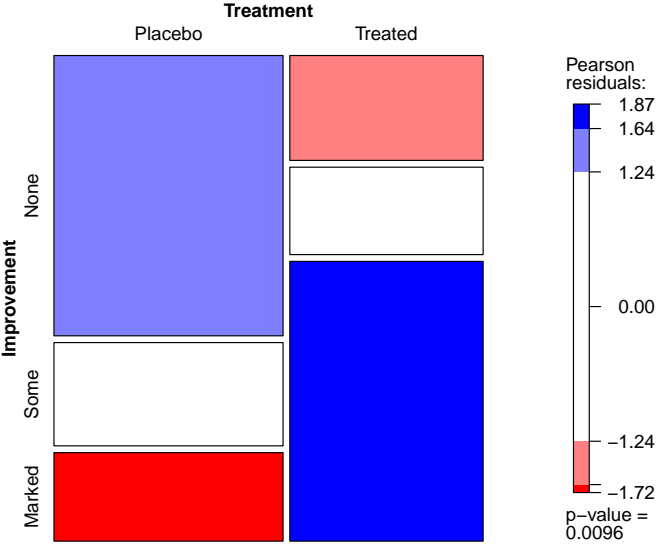 Treatment
Placebo
Treated
Improvement
None
Some
Marked
Pearson
residuals:
1.87
1.64
1.24
0.00
−1.24
−1.72
p−value =
0.0096